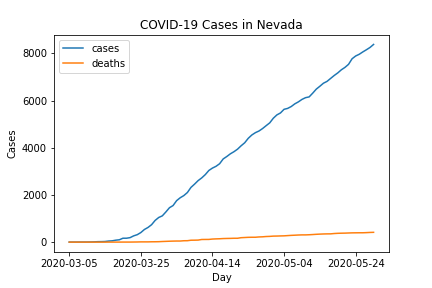 COVID-19 Cases in Nevada
cases
deaths
8000
6000
4000
2000
0
Cases
2020-03-05 2020-03-25 2020-04-14 2020-05-04 2020-05-24
Day